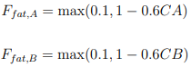 F_{fat,A} = max(0.1, 1 − 0.6CA)
F_{fat,B} = max(0.1, 1 − 0.6CB)